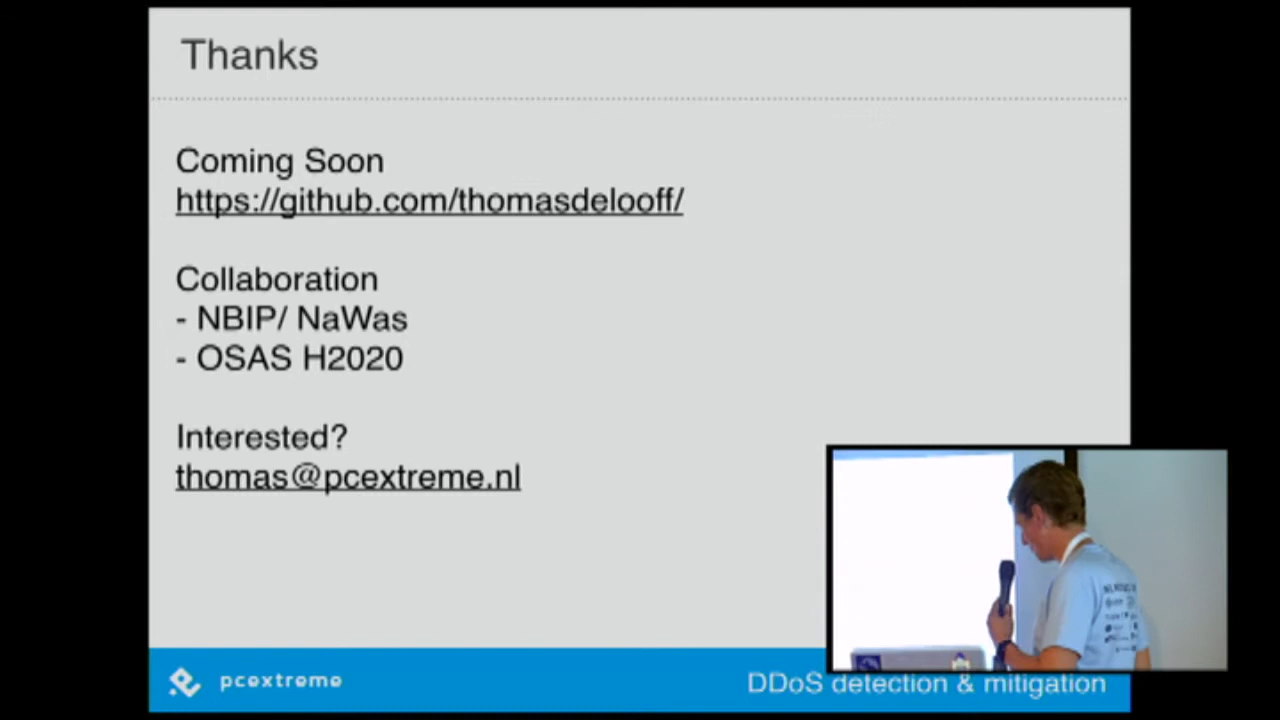 Thanks
Coming Soon
https://github.com/thomasdelooff/
Collaboration
- NBIP/ NaWas
- OSAS H2020
Interested?
thomas@pcextreme.nl
pcextreme
DDoS detection & mitigation